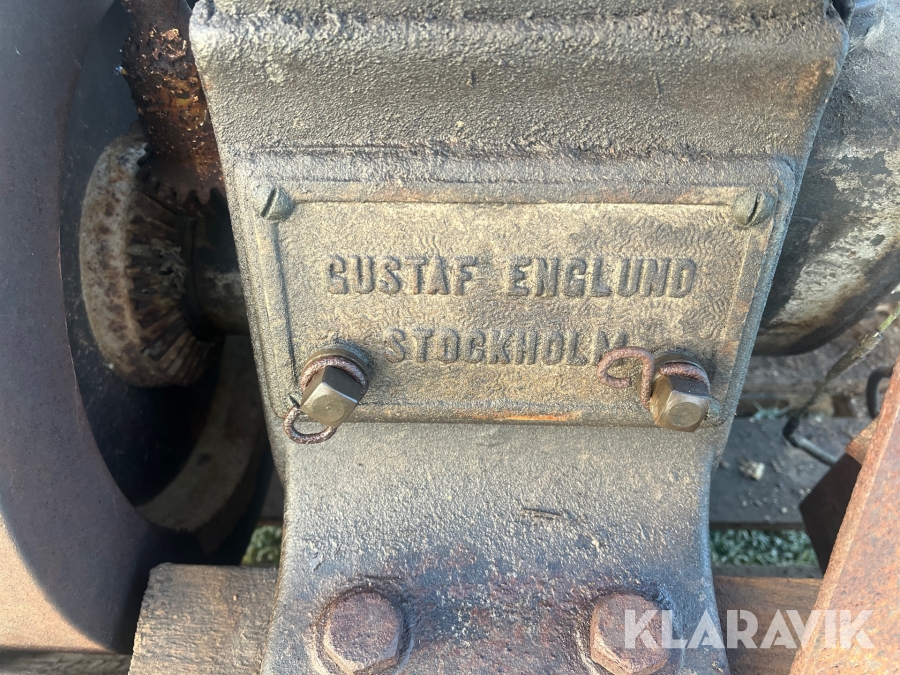 GUSTAF ENGLUND
STOCKHOLM
KLARAVIK